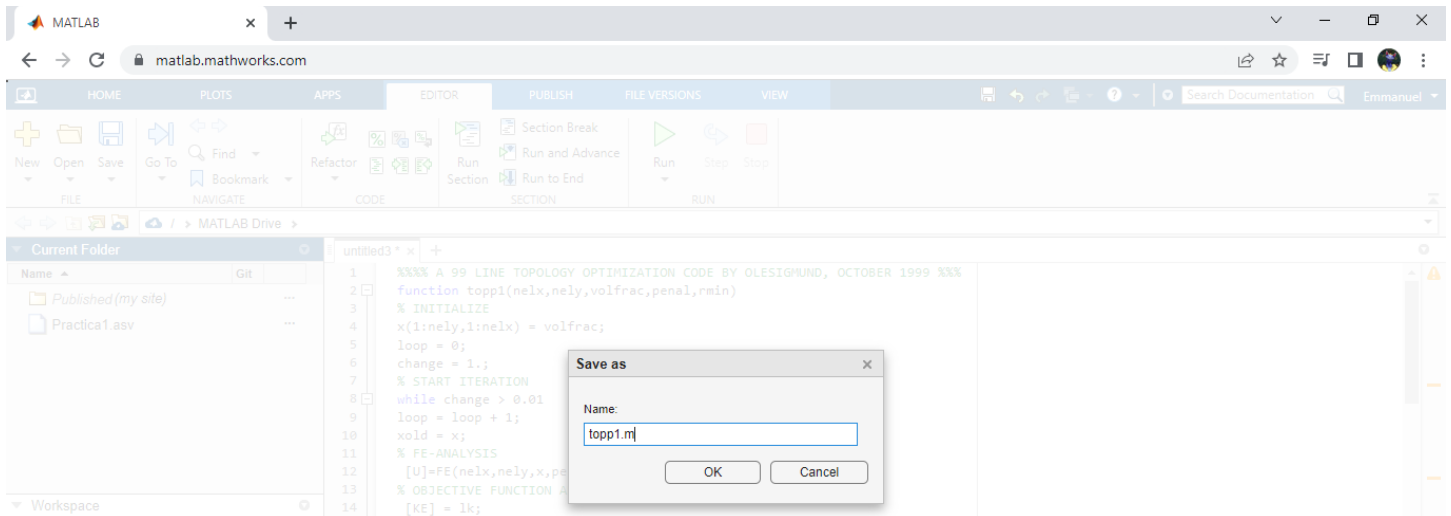 MATLAB
matlab.mathworks.com
HOME PLOTS APPS EDITOR PUBLISH FILE VERSIONS VIEW Search Documentation Emmanuel
New Open Save Go To Find Bookmark Refactor Run Section Section Break Run and Advance Run to End Run Step Stop
FILE NAVIGATE CODE SECTION RUN
/ > MATLAB Drive >
Current Folder
Name Git
Published (my site)
Practica1.asv
Workspace
untitled3 * × +
1 %%%% A 99 LINE TOPOLOGY OPTIMIZATION CODE BY OLESIGMUND, OCTOBER 1999 %%%
2 function topp1(nelx,nely,volfrac,penal,rmin)
3 % INITIALIZE
4 x(1:nely,1:nelx) = volfrac;
5 loop = 0;
6 change = 1.;
7 % START ITERATION
8 while change > 0.01
9 loop = loop + 1;
10 xold = x;
11 % FE-ANALYSIS
12 [U]=FE(nelx,nely,x,pe
13 % OBJECTIVE FUNCTION A
14 [KE] = lk;
Save as
Name:
topp1.m
OK Cancel